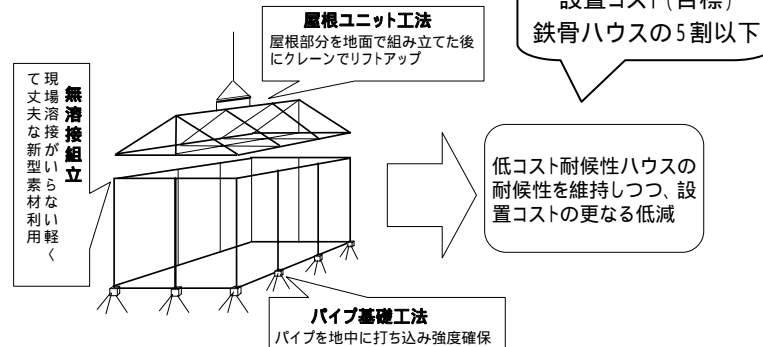 設置コスト(目標)
鉄骨ハウスの5割以下
屋根ユニット工法
屋根部分を地面で組み立てた後
にクレーンでリフトアップ
無溶接組立
現場溶接がいらない軽く
て丈夫な新型素材利用
低コスト耐候性ハウスの
耐候性を維持しつつ、設
置コストの更なる低減
パイプ基礎工法
パイプを地中に打ち込み強度確保